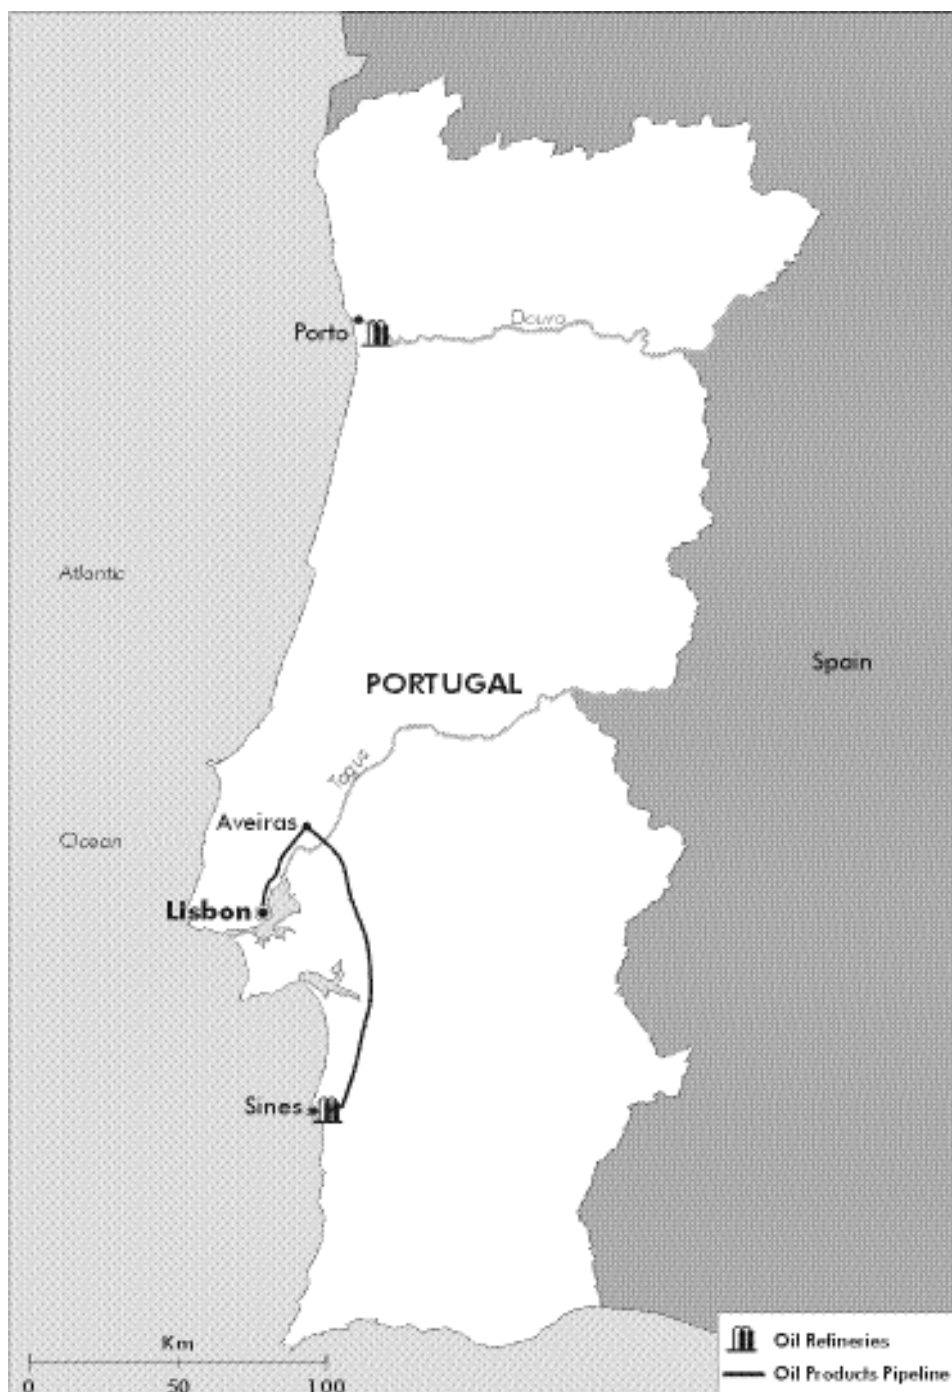 Porto
Douro
Atlantic
Spain
PORTUGAL
Tagus
Aveiras
Ocean
Lisbon
Sines
Km
0 50 100
Oil Refineries
Oil Products Pipeline